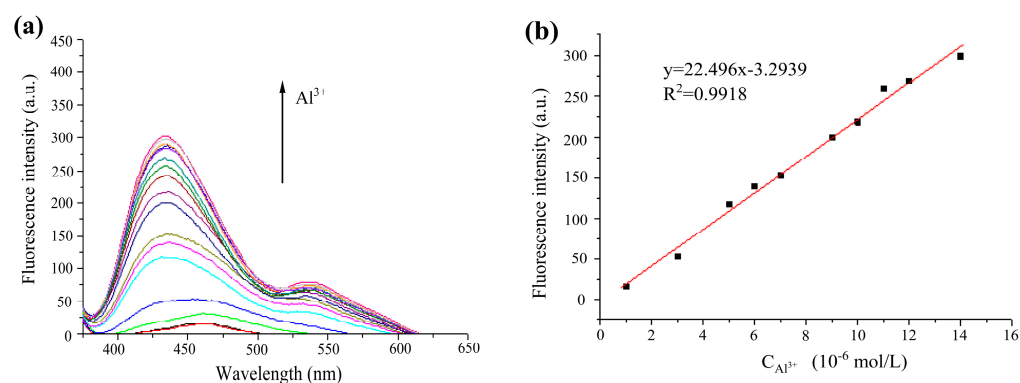 (a)
450
400
350
300
250
200
150
100
50
0
Fluorescence intensity (a.u.)
Al³⁺
400 450 500 550 600 650
Wavelength (nm)
(b)
y=22.496x-3.2939
R²=0.9918
300
250
200
150
100
50
0
Fluorescence intensity (a.u.)
0 2 4 6 8 10 12 14 16
C_Al³⁺ (10⁻⁶ mol/L)